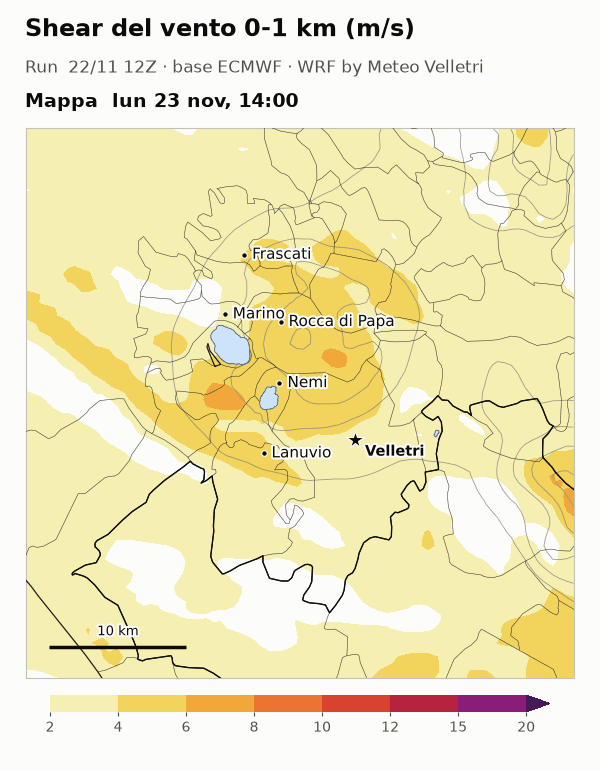 Shear del vento 0-1 km (m/s)
Run  22/11 12Z · base ECMWF · WRF by Meteo Velletri
Mappa  lun 23 nov, 14:00
Frascati
Marino
Rocca di Papa
Nemi
Velletri
Lanuvio
10 km
2 4 6 8 10 12 15 20